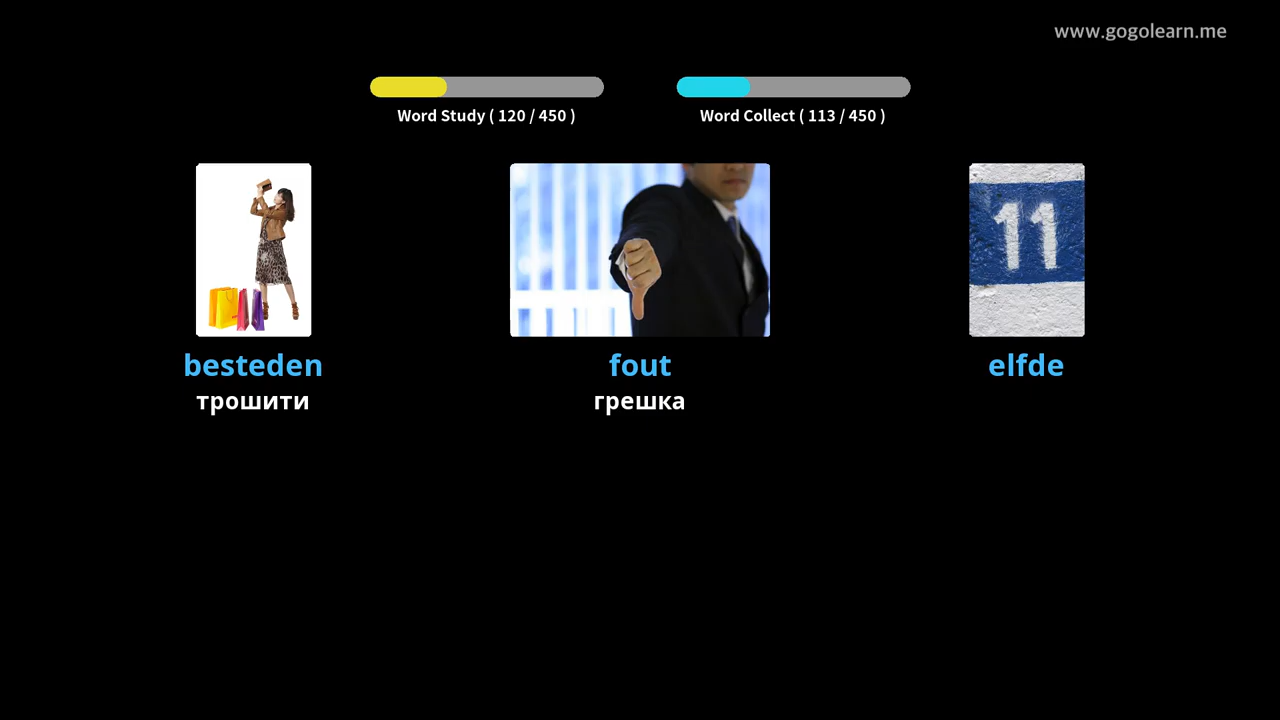 www.gogolearn.me
Word Study ( 120 / 450 )
Word Collect ( 113 / 450 )
11
besteden
fout
elfde
трошити
грешка